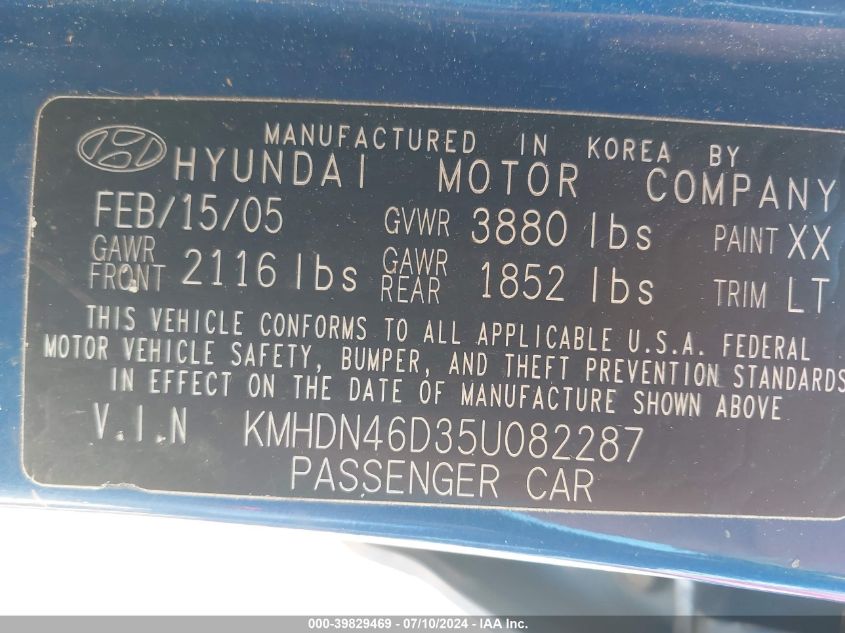 MANUFACTURED IN KOREA BY
HYUNDAI MOTOR COMPANY
FEB/15/05 GVWR 3880 lbs PAINT XX
GAWR FRONT 2116 lbs GAWR REAR 1852 lbs TRIM LT
THIS VEHICLE CONFORMS TO ALL APPLICABLE U.S.A. FEDERAL
MOTOR VEHICLE SAFETY, BUMPER, AND THEFT PREVENTION STANDARDS
IN EFFECT ON THE DATE OF MANUFACTURE SHOWN ABOVE
V.I.N KMHDN46D35U082287
PASSENGER CAR
000-39829469 - 07/10/2024 - IAAI.com